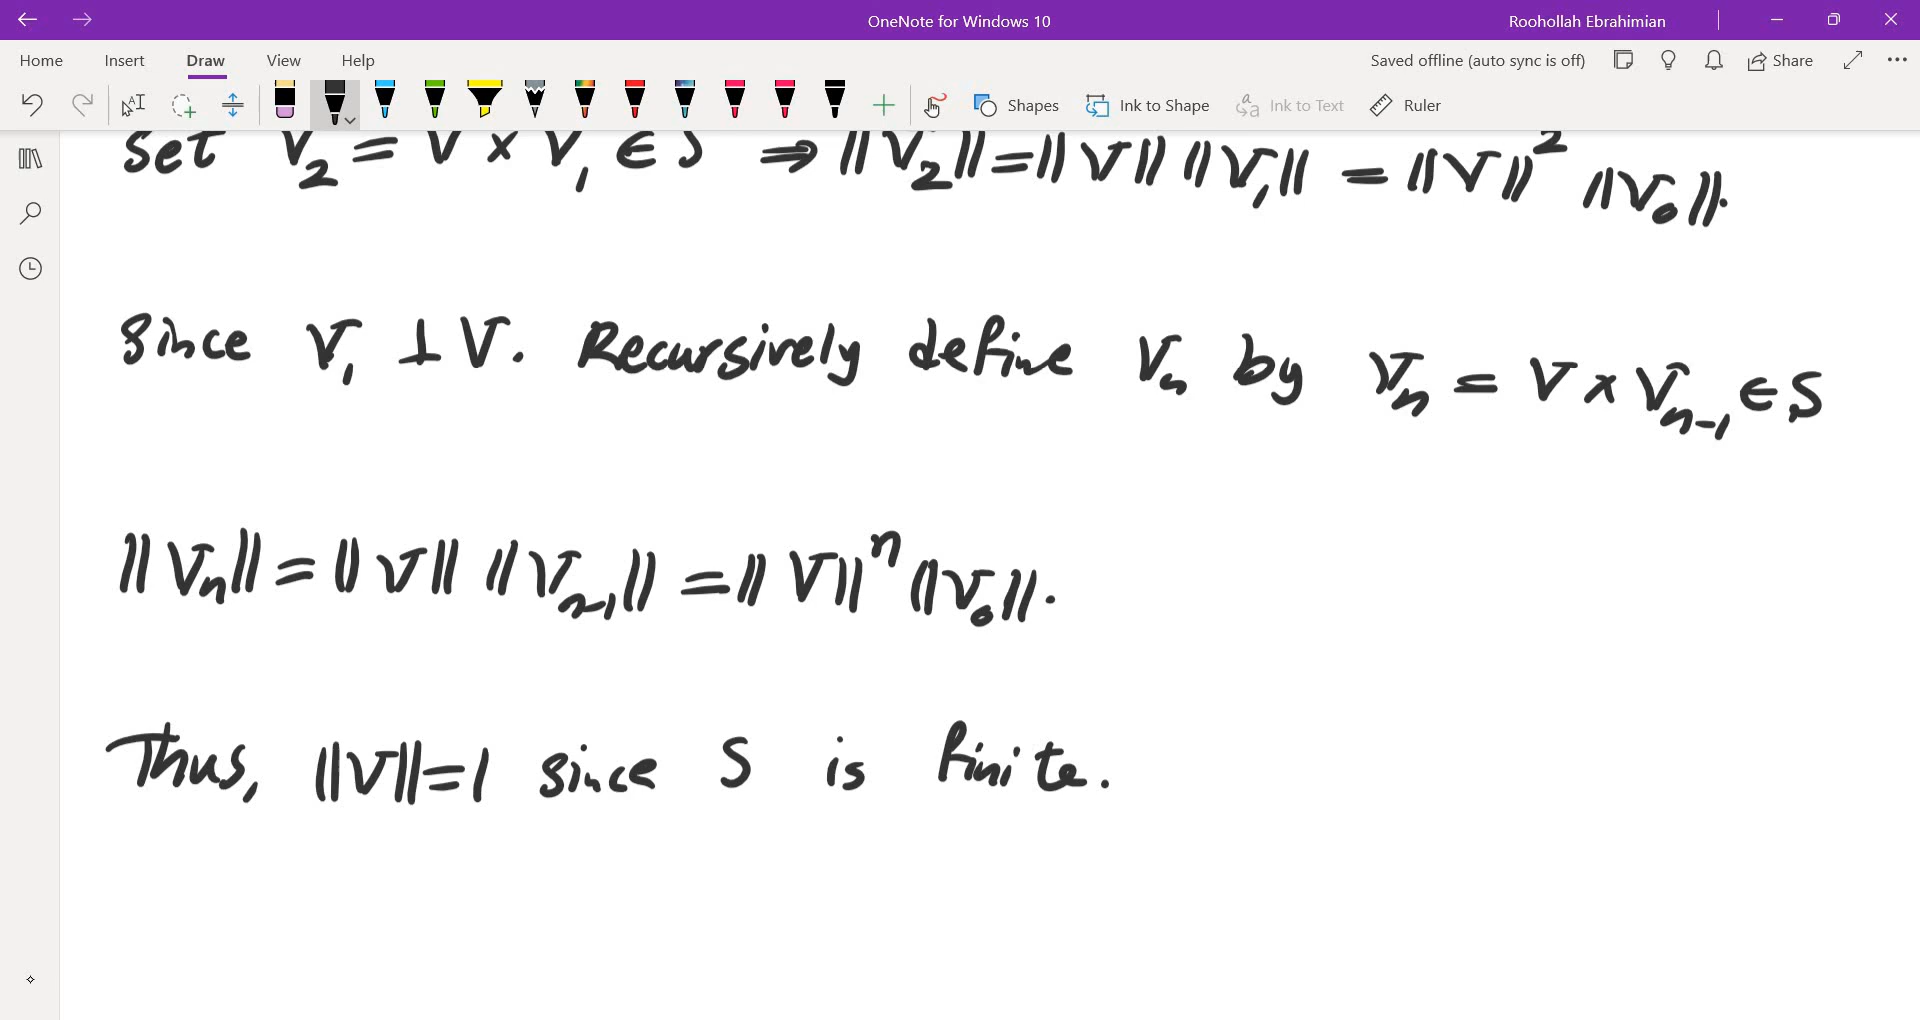 OneNote for Windows 10
Roohollah Ebrahimian
Home Insert Draw View Help
Saved offline (auto sync is off) Share
Shapes Ink to Shape Ink to Text Ruler
Set V₂ = V × V₁ ∈ S ⇒ ‖V₂‖ = ‖V‖ ‖V₁‖ = ‖V‖² ‖V₀‖.
Since V₁ ⊥ V. Recursively define Vₙ by Vₙ = V × Vₙ₋₁ ∈ S
‖Vₙ‖ = ‖V‖ ‖Vₙ₋₁‖ = ‖V‖ⁿ ‖V₀‖.
Thus, ‖V‖ = 1 since S is finite.